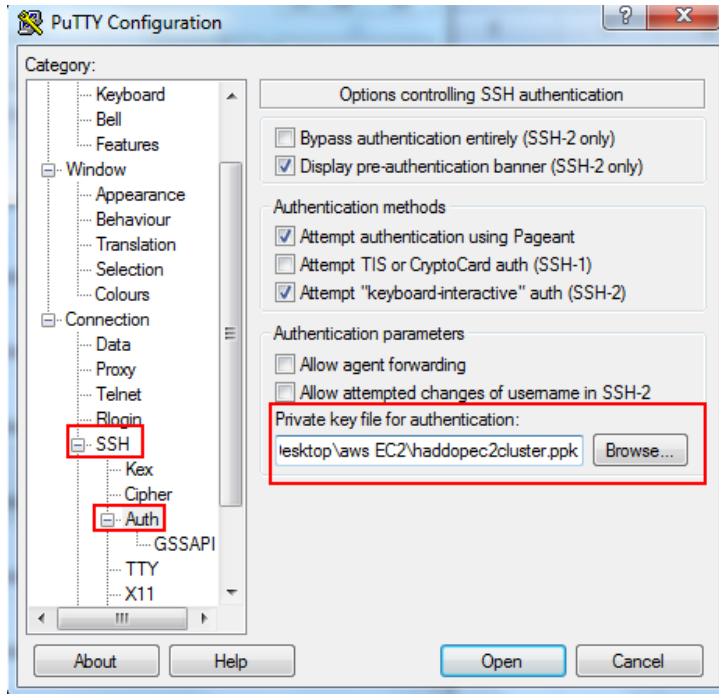 PuTTY Configuration
Category:
Keyboard
Bell
Features
Window
Appearance
Behaviour
Translation
Selection
Colours
Connection
Data
Proxy
Telnet
Rlogin
SSH
Kex
Cipher
Auth
GSSAPI
TTY
X11
Options controlling SSH authentication
Bypass authentication entirely (SSH-2 only)
Display pre-authentication banner (SSH-2 only)
Authentication methods
Attempt authentication using Pageant
Attempt TIS or CryptoCard auth (SSH-1)
Attempt "keyboard-interactive" auth (SSH-2)
Authentication parameters
Allow agent forwarding
Allow attempted changes of username in SSH-2
Private key file for authentication:
esktop\aws EC2\haddopec2cluster.ppk Browse...
About Help Open Cancel